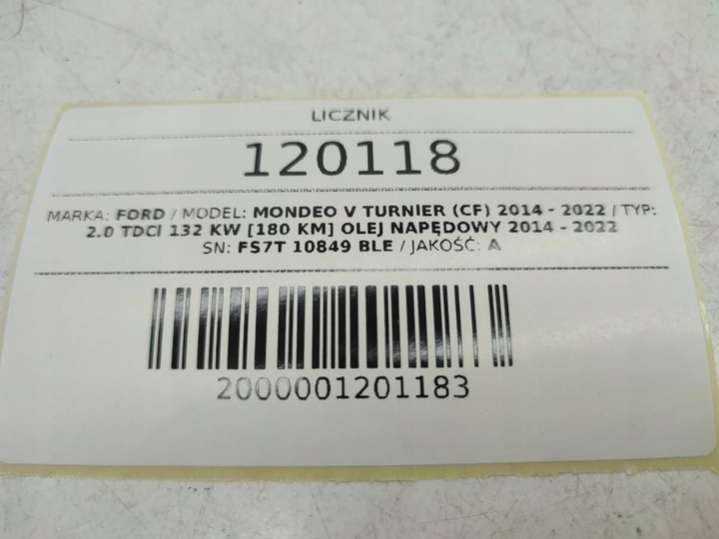 LICZNIK
120118
MARKA: FORD / MODEL: MONDEO V TURNIER (CF) 2014 - 2022 / TYP:
2.0 TDCI 132 KW [180 KM] OLEJ NAPĘDOWY 2014 - 2022
SN: FS7T 10849 BLE / JAKOŚĆ: A
2000001201183